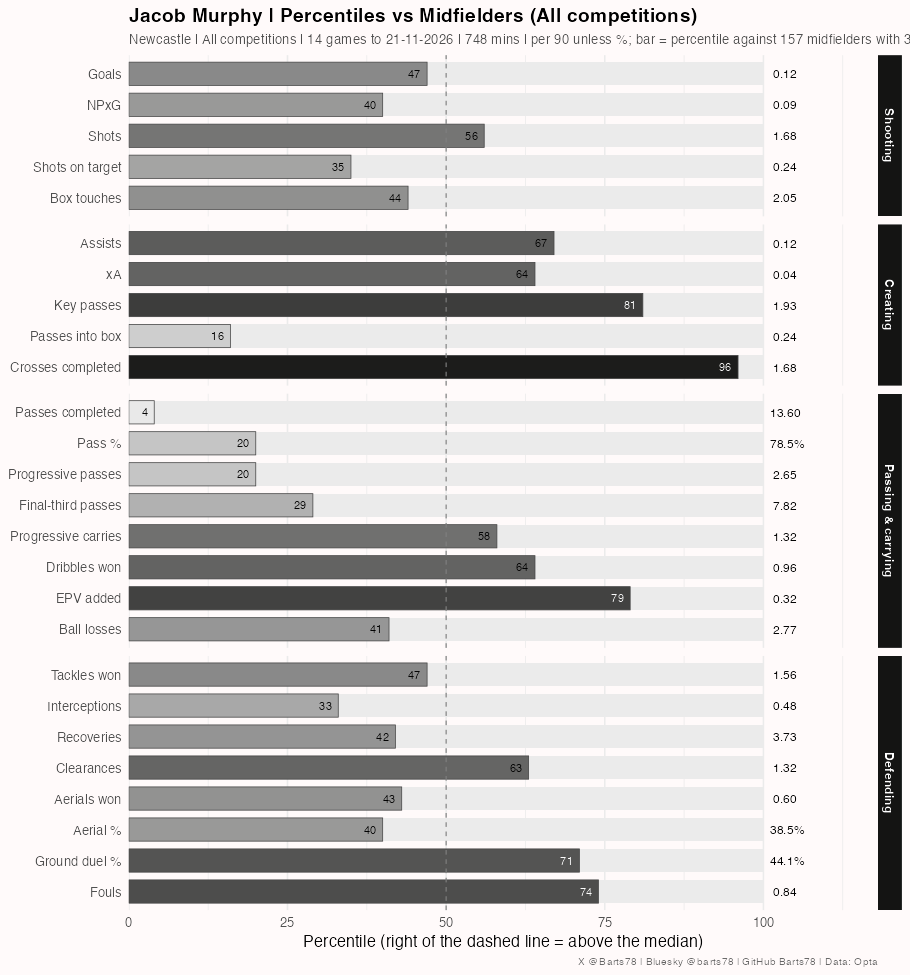 Jacob Murphy | Percentiles vs Midfielders (All competitions)
Newcastle | All competitions | 14 games to 21-11-2026 | 748 mins | per 90 unless %; bar = percentile against 157 midfielders with 3
Shooting
Goals 47 0.12
NPxG 40 0.09
Shots 56 1.68
Shots on target 35 0.24
Box touches 44 2.05
Creating
Assists 67 0.12
xA 64 0.04
Key passes 81 1.93
Passes into box 16 0.24
Crosses completed 96 1.68
Passing & carrying
Passes completed 4 13.60
Pass % 20 78.5%
Progressive passes 20 2.65
Final-third passes 29 7.82
Progressive carries 58 1.32
Dribbles won 64 0.96
EPV added 79 0.32
Ball losses 41 2.77
Defending
Tackles won 47 1.56
Interceptions 33 0.48
Recoveries 42 3.73
Clearances 63 1.32
Aerials won 43 0.60
Aerial % 40 38.5%
Ground duel % 71 44.1%
Fouls 74 0.84
0 25 50 75 100
Percentile (right of the dashed line = above the median)
X @Barts78 | Bluesky @barts78 | GitHub Barts78 | Data: Opta